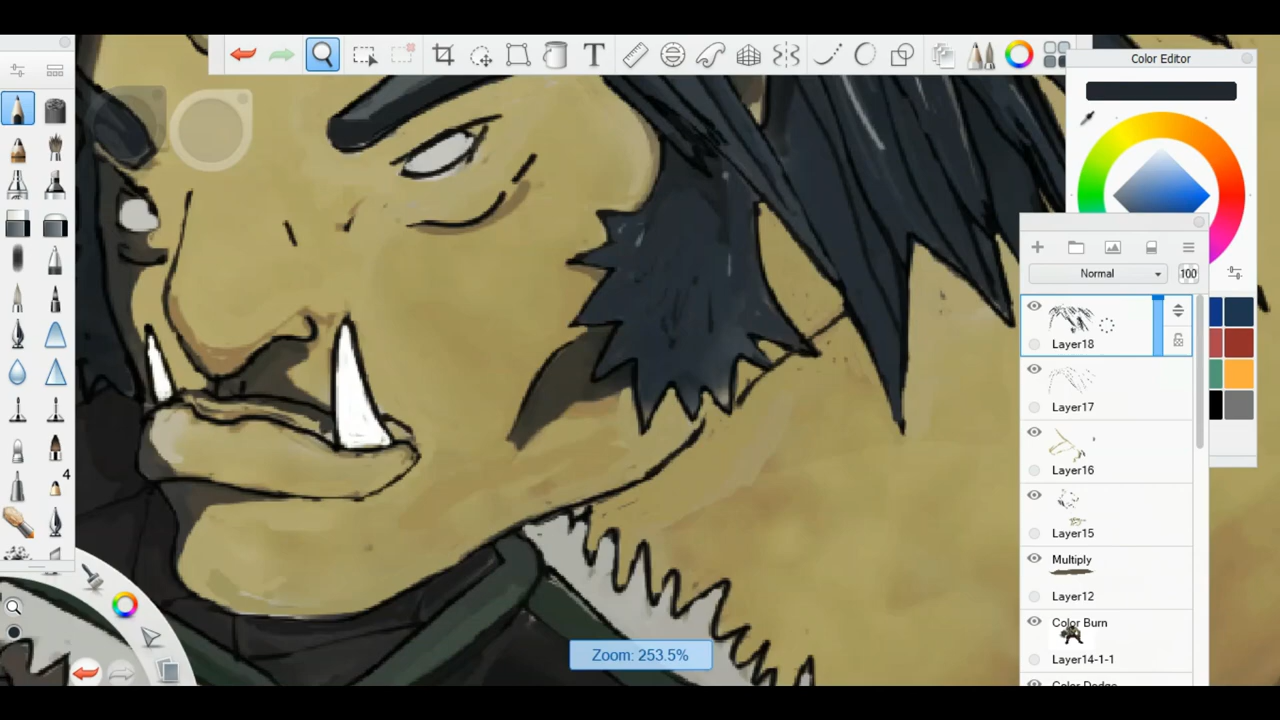 T
Color Editor
Normal
100
Layer18
Layer17
Layer16
Layer15
Multiply
Layer12
Color Burn
Layer14-1-1
Color Dodge
4
Zoom: 253.5%